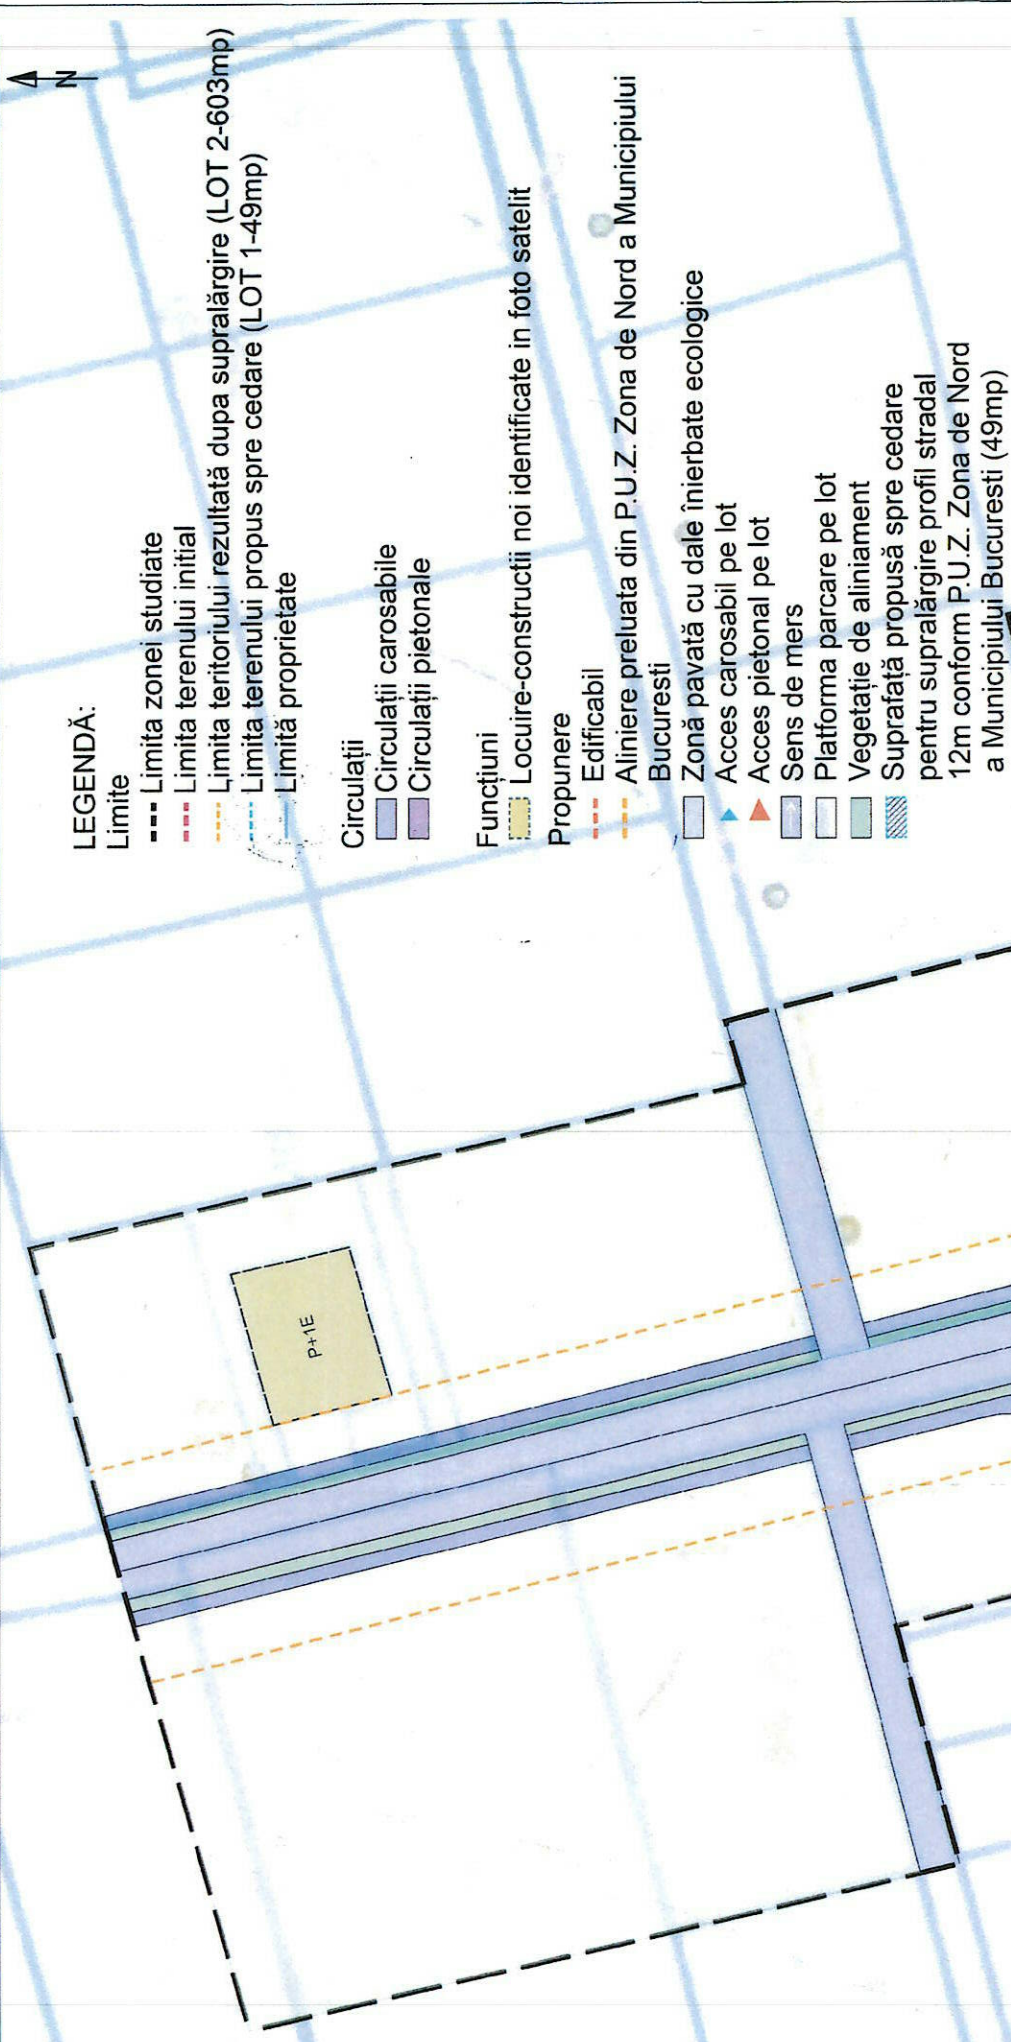 N
LEGENDĂ:
Limite
Limita zonei studiate
Limita terenului initial
Limita teritoriului rezultată dupa supralărgire (LOT 2-603mp)
Limita terenului propus spre cedare (LOT 1-49mp)
Limită proprietate
Circulații
Circulații carosabile
Circulații pietonale
Funcțiuni
Locuire-constructii noi identificate in foto satelit
Propunere
Edificabil
Aliniere preluata din P.U.Z. Zona de Nord a Municipiului
Bucuresti
Zonă pavată cu dale înierbate ecologice
Acces carosabil pe lot
Acces pietonal pe lot
Sens de mers
Platforma parcare pe lot
Vegetație de aliniament
Suprafață propusă spre cedare
pentru supralărgire profil stradal
12m conform P.U.Z. Zona de Nord
a Municipiului Bucuresti (49mp)
P+1E